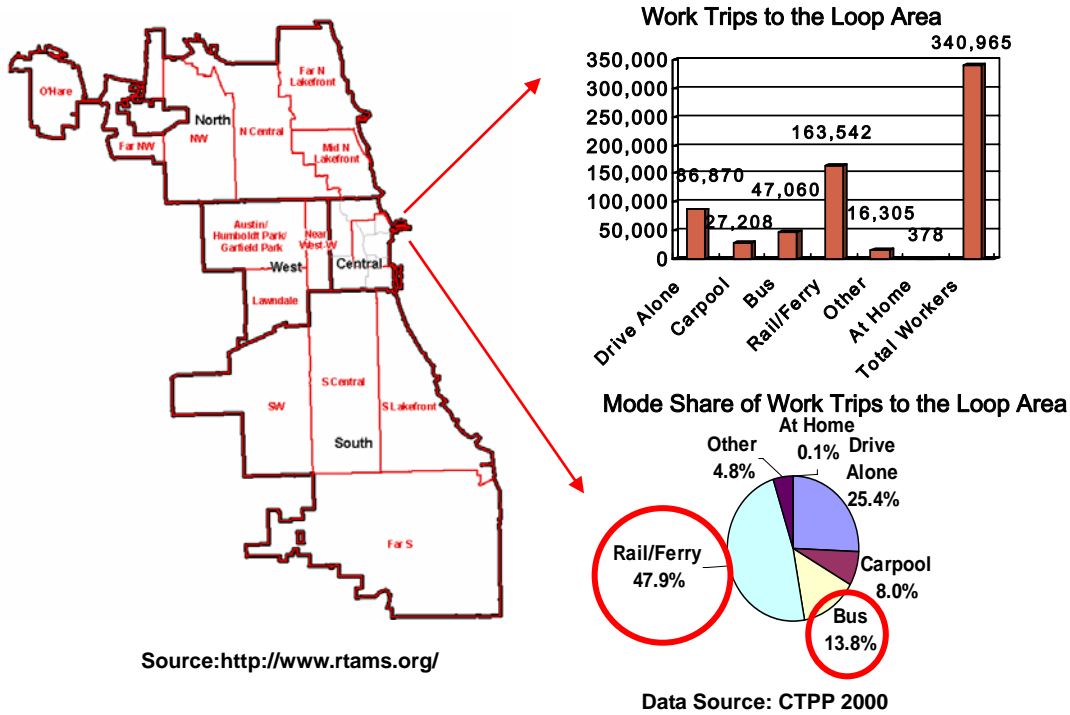 O'Hare
Far N
Lakefront
North
NW
N Central
Far NW
Mid N
Lakefront
Austin/
Humboldt Park/
Garfield Park
Near
West-W
West
Central
Lawndale
S Central
SW
S Lakefront
South
Far S
Source:http://www.rtams.org/
Work Trips to the Loop Area
340,965
350,000
300,000
250,000
200,000
150,000
100,000
50,000
0
86,870
27,208
47,060
163,542
16,305
378
Drive Alone
Carpool
Bus
Rail/Ferry
Other
At Home
Total Workers
Mode Share of Work Trips to the Loop Area
At Home
0.1%
Other
4.8%
Drive
Alone
25.4%
Rail/Ferry
47.9%
Carpool
8.0%
Bus
13.8%
Data Source: CTPP 2000